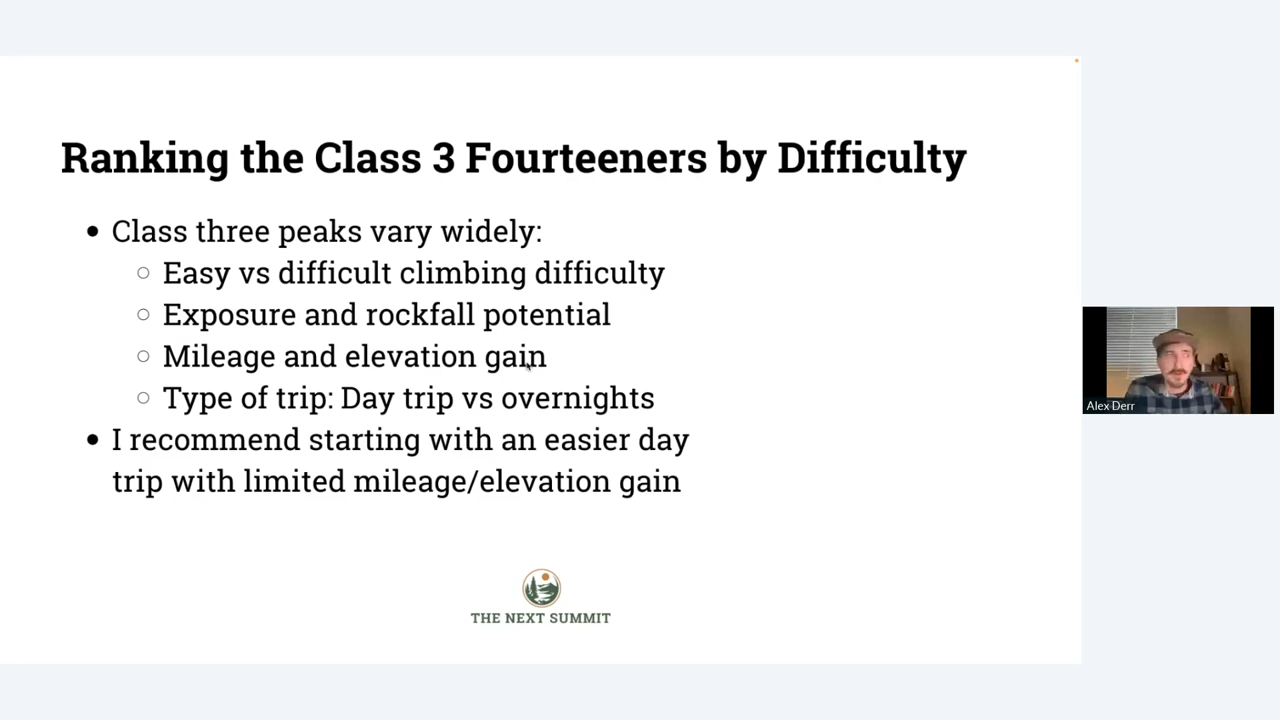 Ranking the Class 3 Fourteeners by Difficulty
Class three peaks vary widely:
Easy vs difficult climbing difficulty
Exposure and rockfall potential
Mileage and elevation gain
Type of trip: Day trip vs overnights
I recommend starting with an easier day
trip with limited mileage/elevation gain
THE NEXT SUMMIT
Alex Derr